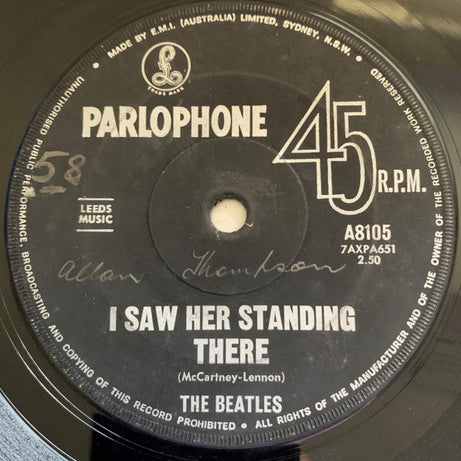 MADE BY E.M.I. (AUSTRALIA) LIMITED, SYDNEY, N.S.W. •
ALL RIGHTS OF THE MANUFACTURER AND OF THE OWNER OF THE RECORDED WORK RESERVED
UNAUTHORISED PUBLIC PERFORMANCE, BROADCASTING AND COPYING OF THIS RECORD PROHIBITED •
£
TRADE MARK
PARLOPHONE
45 R.P.M.
58
LEEDS
MUSIC
A8105
7AXPA651
2.50
Allan Thompson
I SAW HER STANDING
THERE
(McCartney-Lennon)
THE BEATLES